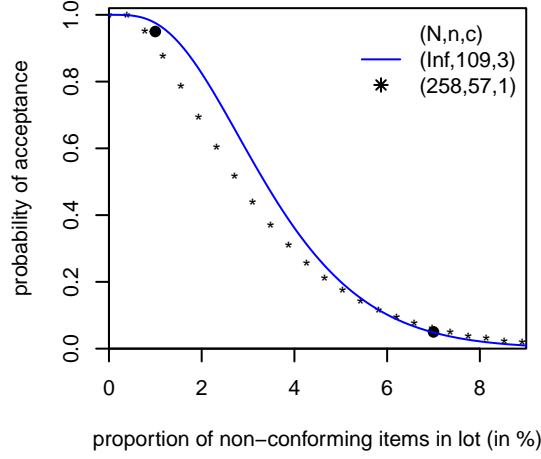 (N,n,c)
(Inf,109,3)
(258,57,1)
probability of acceptance
1.0
0.8
0.6
0.4
0.2
0.0
0 2 4 6 8
proportion of non−conforming items in lot (in %)